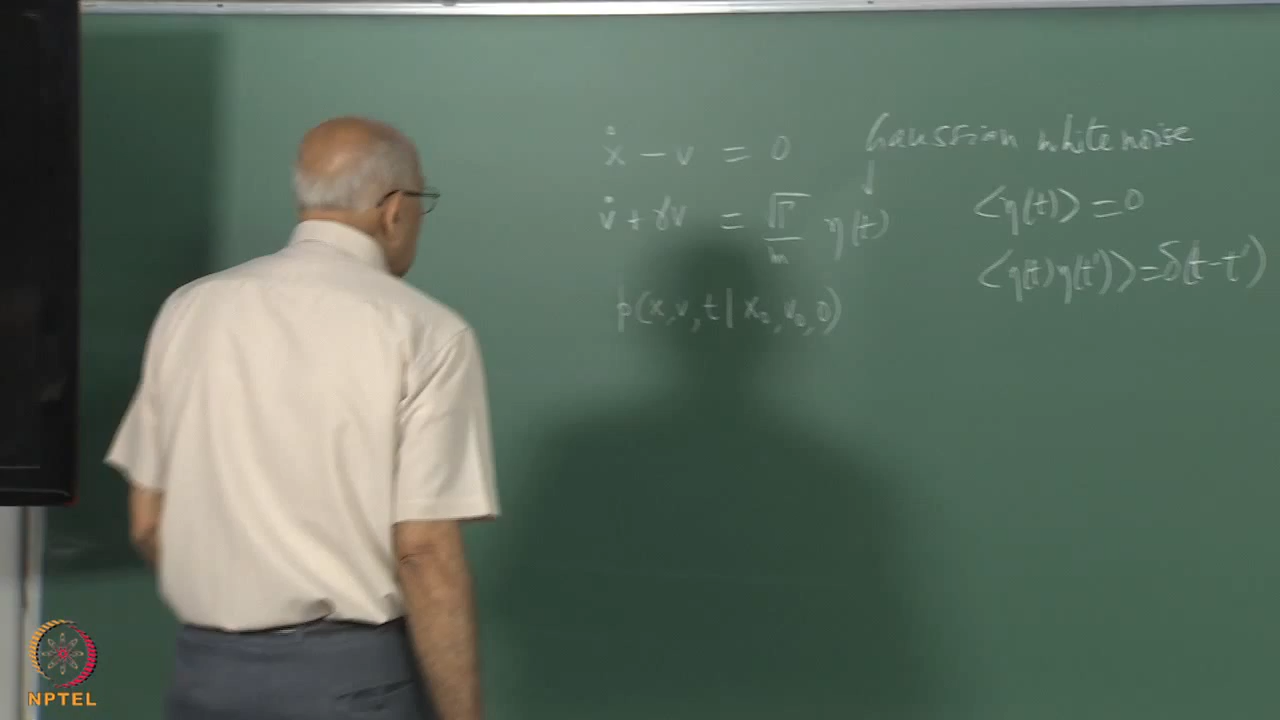 ẋ − v = 0
Gaussian white noise
↓
v̇ + γv = √Γ/m η(t)
⟨η(t)⟩ = 0
⟨η(t)η(t')⟩ = δ(t−t')
p(x, v, t | x₀, v₀, 0)
NPTEL